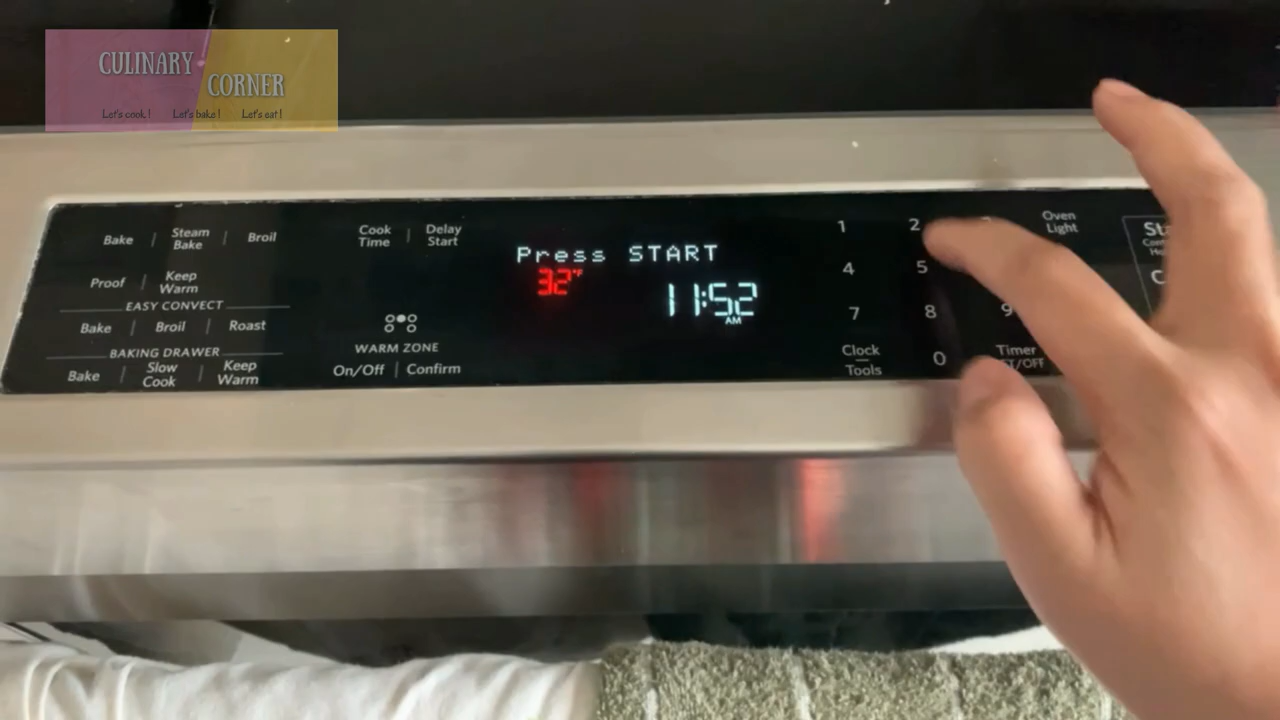 CULINARY
CORNER
Let's cook! Let's bake! Let's eat!
Bake | Steam Bake | Broil
Proof | Keep Warm
EASY CONVECT
Bake | Broil | Roast
BAKING DRAWER
Bake | Slow Cook | Keep Warm
Cook Time | Delay Start
WARM ZONE
On/Off | Confirm
Press START
32°F
11:52
AM
1 2
4 5
7 8 9
Clock Tools 0 Timer
Oven Light